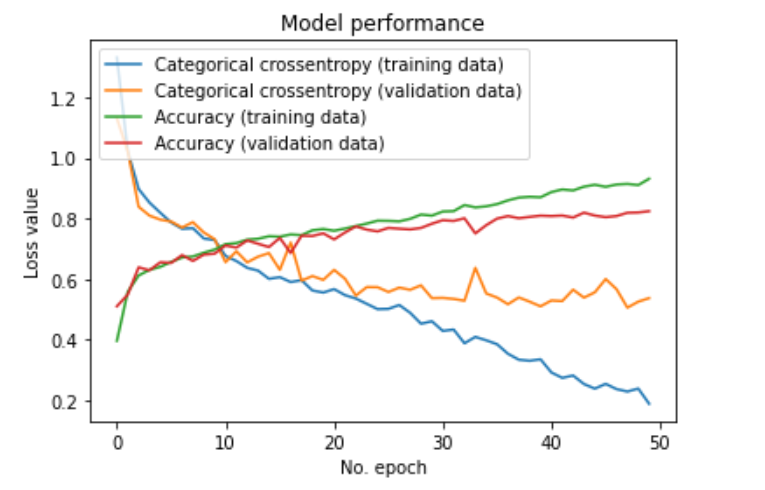 Model performance
Categorical crossentropy (training data)
Categorical crossentropy (validation data)
Accuracy (training data)
Accuracy (validation data)
Loss value
1.2
1.0
0.8
0.6
0.4
0.2
0 10 20 30 40 50
No. epoch